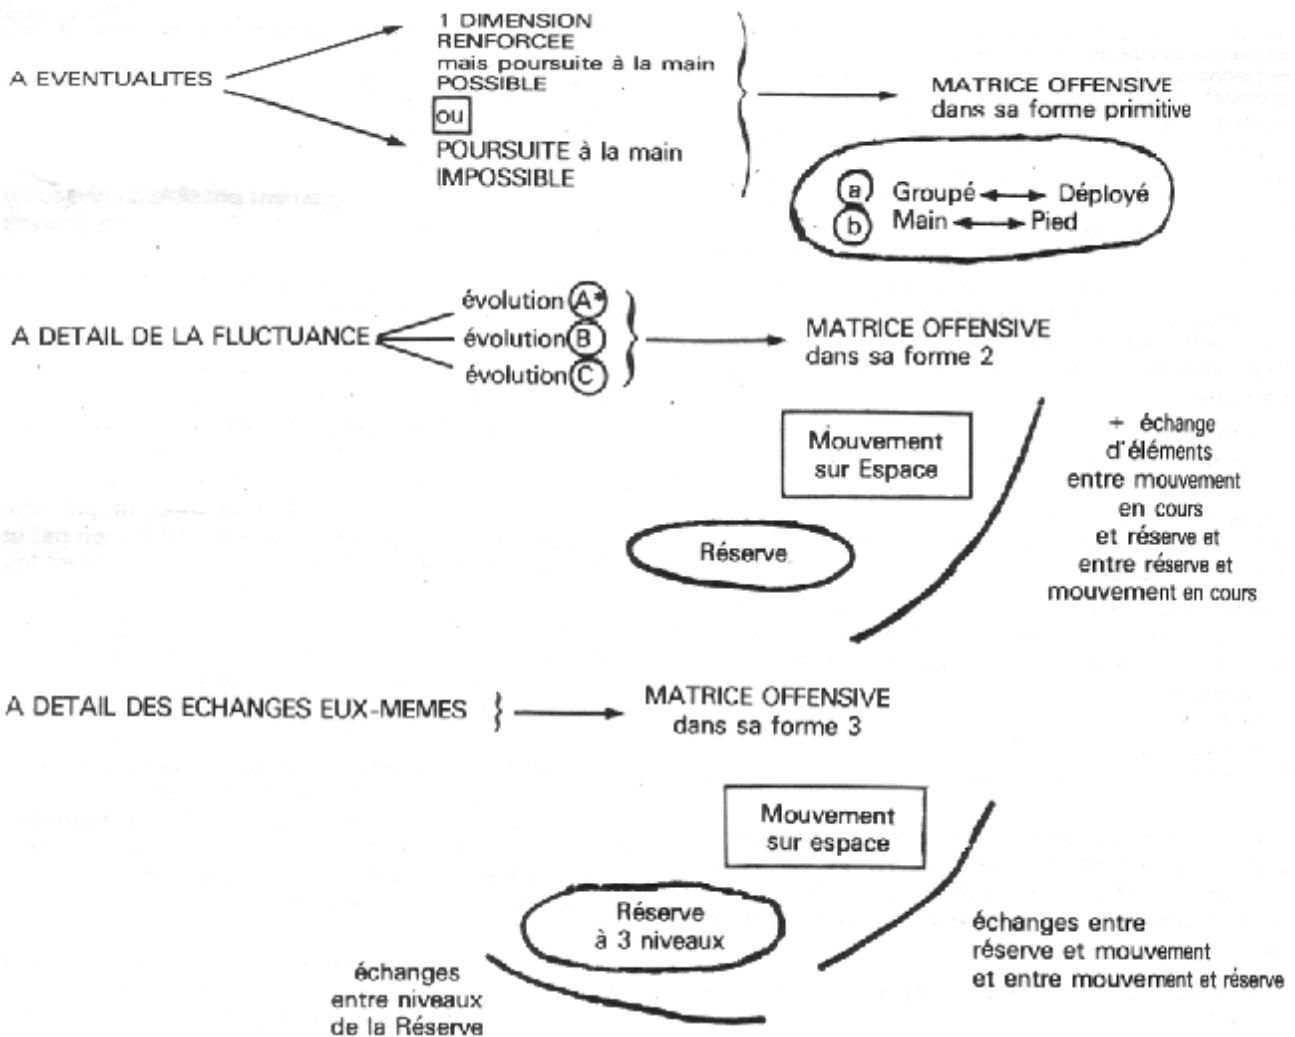 A EVENTUALITES
1 DIMENSION
RENFORCEE
mais poursuite à la main
POSSIBLE
ou
POURSUITE à la main
IMPOSSIBLE
MATRICE OFFENSIVE
dans sa forme primitive
a Groupé Déployé
b Main Pied
A DETAIL DE LA FLUCTUANCE
évolution A*
évolution B
évolution C
MATRICE OFFENSIVE
dans sa forme 2
Mouvement
sur Espace
Réserve
+ échange
d'éléments
entre mouvement
en cours
et réserve et
entre réserve et
mouvement en cours
A DETAIL DES ECHANGES EUX-MEMES
MATRICE OFFENSIVE
dans sa forme 3
Mouvement
sur espace
Réserve
à 3 niveaux
échanges
entre niveaux
de la Réserve
échanges entre
réserve et mouvement
et entre mouvement et réserve